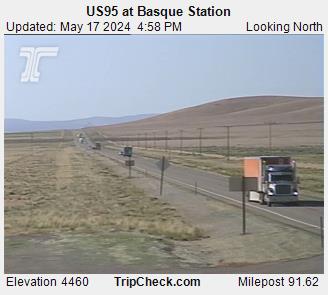 US95 at Basque Station
Updated: May 17 2024 4:58 PM Looking North
Elevation 4460 TripCheck.com Milepost 91.62